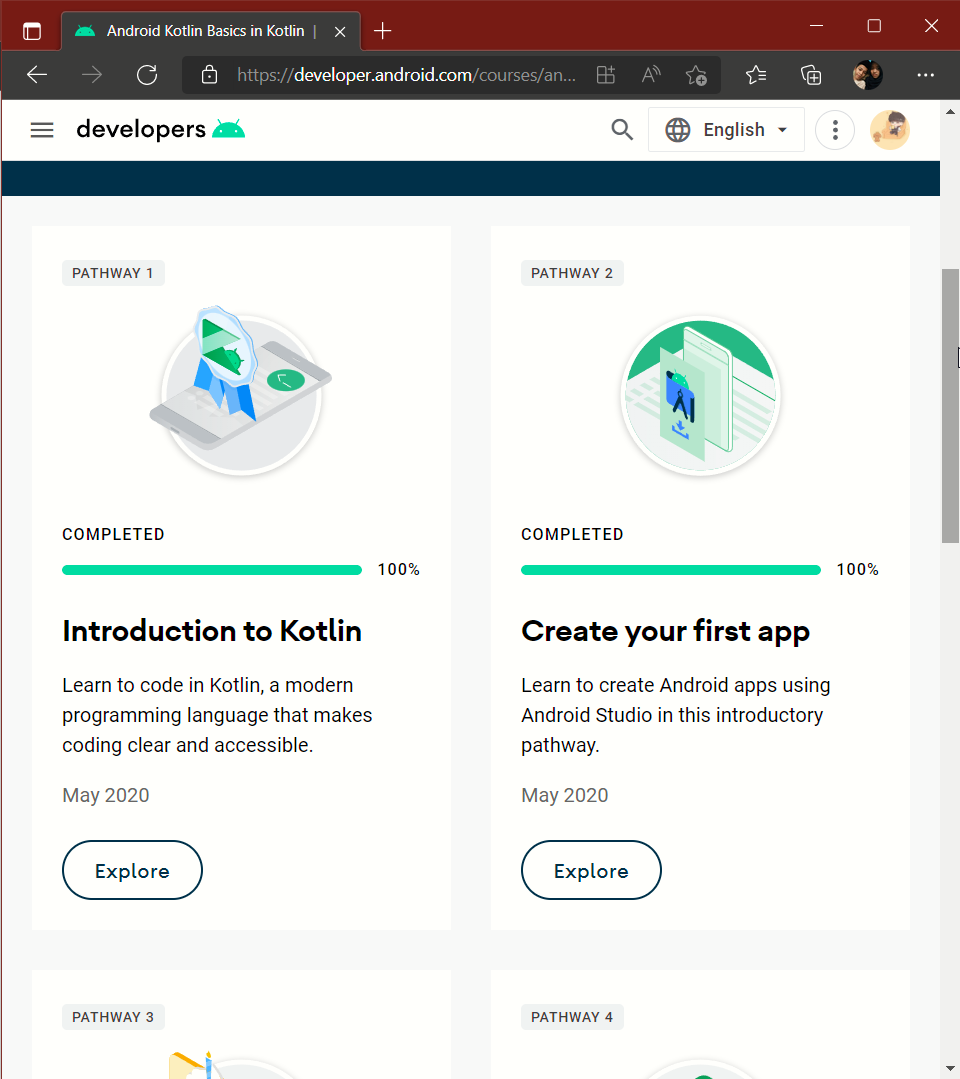 Android Kotlin Basics in Kotlin |
https://developer.android.com/courses/an...
developers
English
PATHWAY 1
COMPLETED
100%
Introduction to Kotlin
Learn to code in Kotlin, a modern
programming language that makes
coding clear and accessible.
May 2020
Explore
PATHWAY 2
COMPLETED
100%
Create your first app
Learn to create Android apps using
Android Studio in this introductory
pathway.
May 2020
Explore
PATHWAY 3
PATHWAY 4